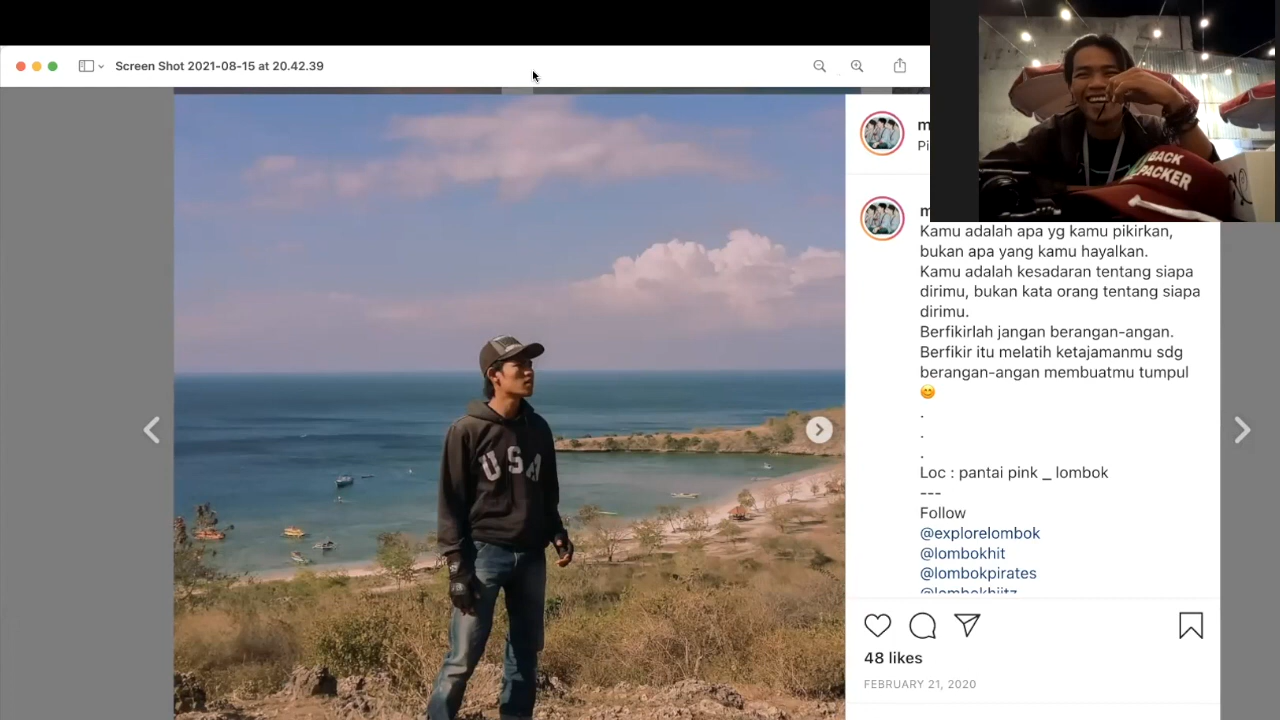 Screen Shot 2021-08-15 at 20.42.39
BACK
PACKER
Kamu adalah apa yg kamu pikirkan,
bukan apa yang kamu hayalkan.
Kamu adalah kesadaran tentang siapa
dirimu, bukan kata orang tentang siapa
dirimu.
Berfikirlah jangan berangan-angan.
Berfikir itu melatih ketajamanmu sdg
berangan-angan membuatmu tumpul
😊
.
.
.
Loc : pantai pink _ lombok
---
Follow
@explorelombok
@lombokhit
@lombokpirates
USA
48 likes
FEBRUARY 21, 2020